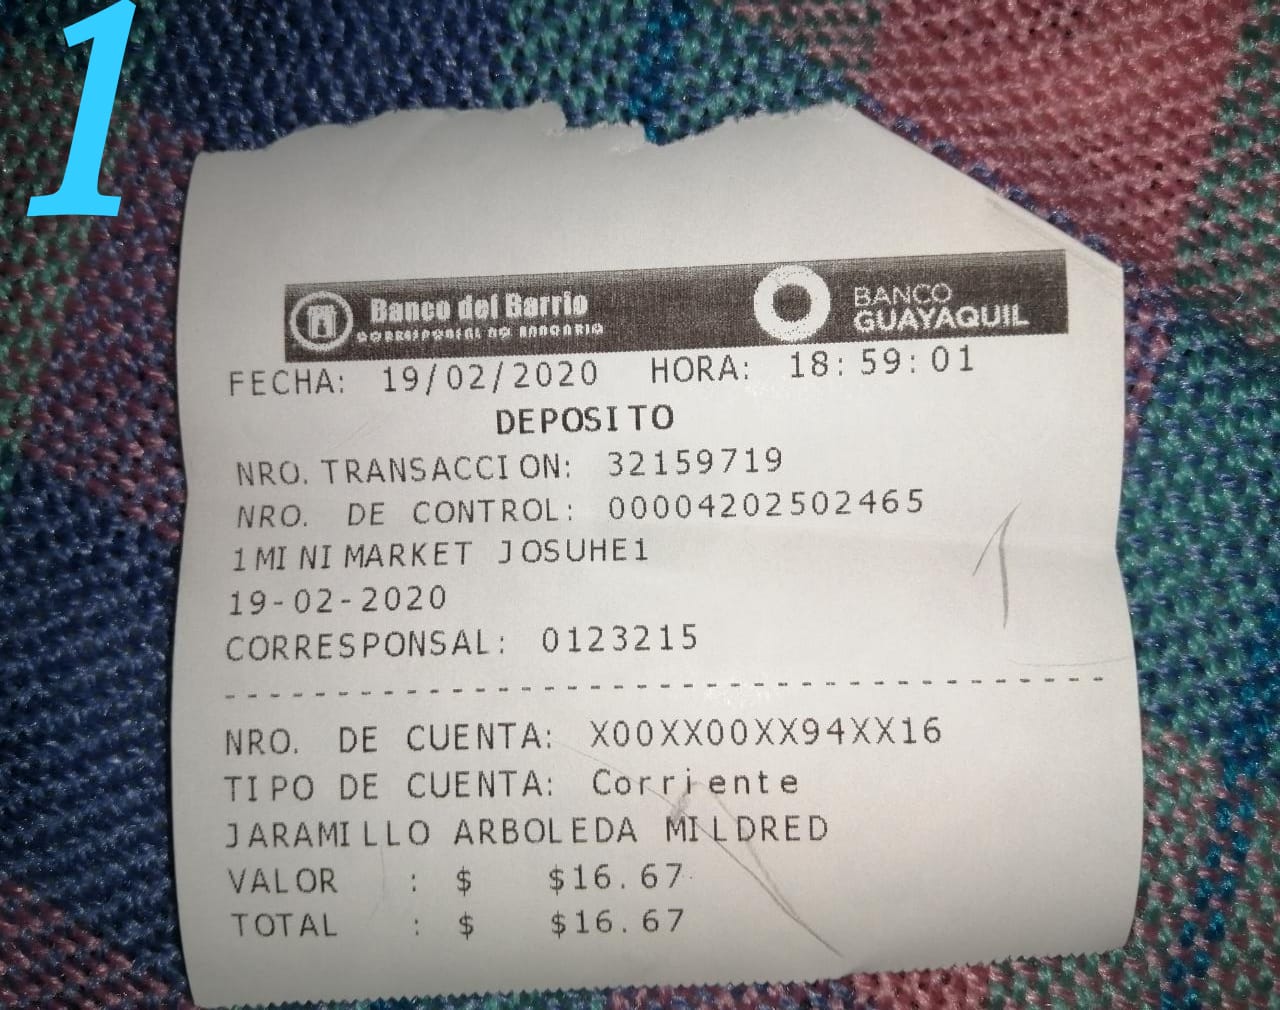 1
Banco del Barrio
CORRESPONSAL NO BANCARIO
BANCO
GUAYAQUIL
FECHA: 19/02/2020 HORA: 18:59:01
DEPOSITO
NRO. TRANSACCION: 32159719
NRO. DE CONTROL: 00004202502465
1MINIMARKET JOSUHE1
19-02-2020
CORRESPONSAL: 0123215
NRO. DE CUENTA: X00XX00XX94XX16
TIPO DE CUENTA: Corriente
JARAMILLO ARBOLEDA MILDRED
VALOR : $ $16.67
TOTAL : $ $16.67
1